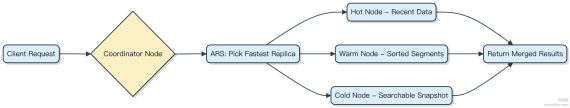 Client Request
Coordinator Node
ARS: Pick Fastest Replica
Hot Node – Recent Data
Warm Node – Sorted Segments
Cold Node – Searchable Snapshot
Return Merged Results